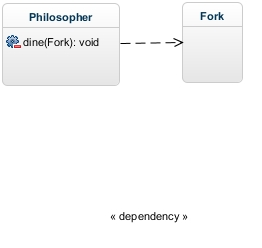 Philosopher
Fork
dine(Fork): void
« dependency »